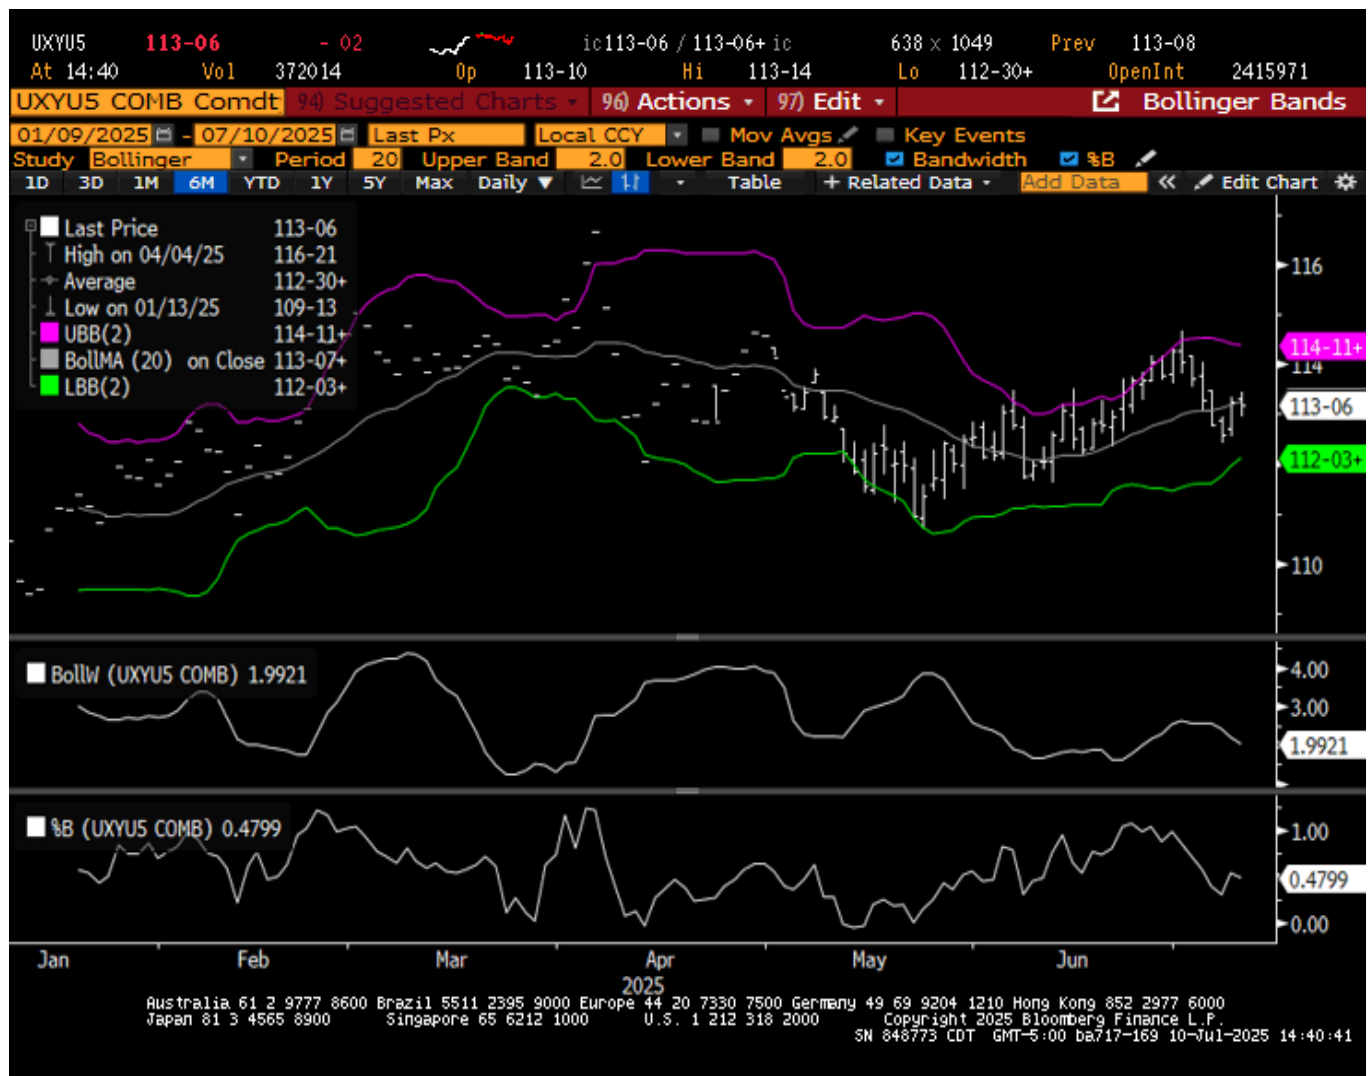 UXYU5 113-06 - 02 ic113-06 / 113-06+ ic 638 x 1049 Prev 113-08
At 14:40 Vol 372014 Op 113-10 Hi 113-14 Lo 112-30+ OpenInt 2415971
UXYU5 COMB Comdt 94) Suggested Charts 96) Actions 97) Edit Bollinger Bands
01/09/2025 - 07/10/2025 Last Px Local CCY Mov Avgs Key Events
Study Bollinger Period 20 Upper Band 2.0 Lower Band 2.0 Bandwidth %B
1D 3D 1M 6M YTD 1Y 5Y Max Daily ▼ Table + Related Data Add Data << Edit Chart
Last Price 113-06
High on 04/04/25 116-21
Average 112-30+
Low on 01/13/25 109-13
UBB(2) 114-11+
BollMA (20) on Close 113-07+
LBB(2) 112-03+
116
114-11+
114
113-06
112-03+
110
BollW (UXYU5 COMB) 1.9921
4.00
3.00
1.9921
%B (UXYU5 COMB) 0.4799
1.00
0.4799
0.00
Jan Feb Mar Apr May Jun
2025
Australia 61 2 9777 8600 Brazil 5511 2395 9000 Europe 44 20 7330 7500 Germany 49 69 9204 1210 Hong Kong 852 2977 6000
Japan 81 3 4565 8900 Singapore 65 6212 1000 U.S. 1 212 318 2000 Copyright 2025 Bloomberg Finance L.P.
SN 848773 CDT GMT-5:00 ba717-169 10-Jul-2025 14:40:41